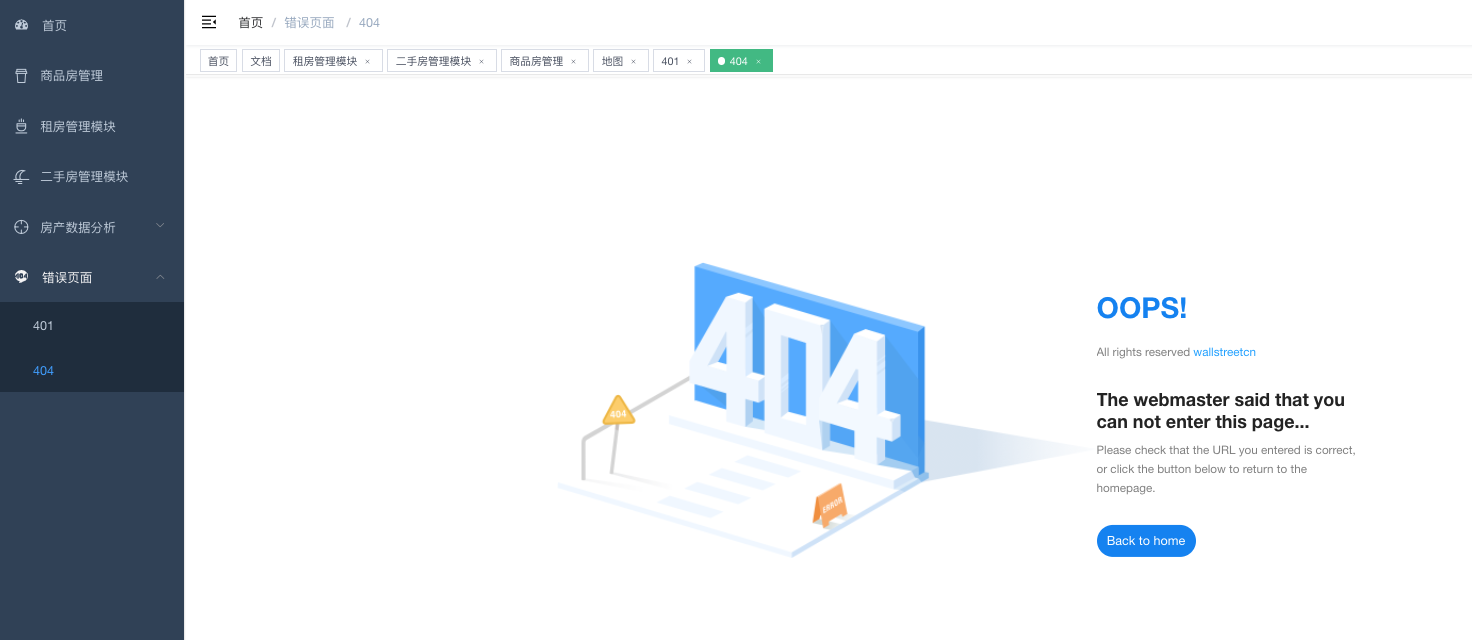 首页
商品房管理
租房管理模块
二手房管理模块
房产数据分析
错误页面
401
404
首页 / 错误页面 / 404
首页 文档 租房管理模块 × 二手房管理模块 × 商品房管理 × 地图 × 401 × 404 ×
404
404
ERROR
OOPS!
All rights reserved wallstreetcn
The webmaster said that you
can not enter this page...
Please check that the URL you entered is correct,
or click the button below to return to the
homepage.
Back to home